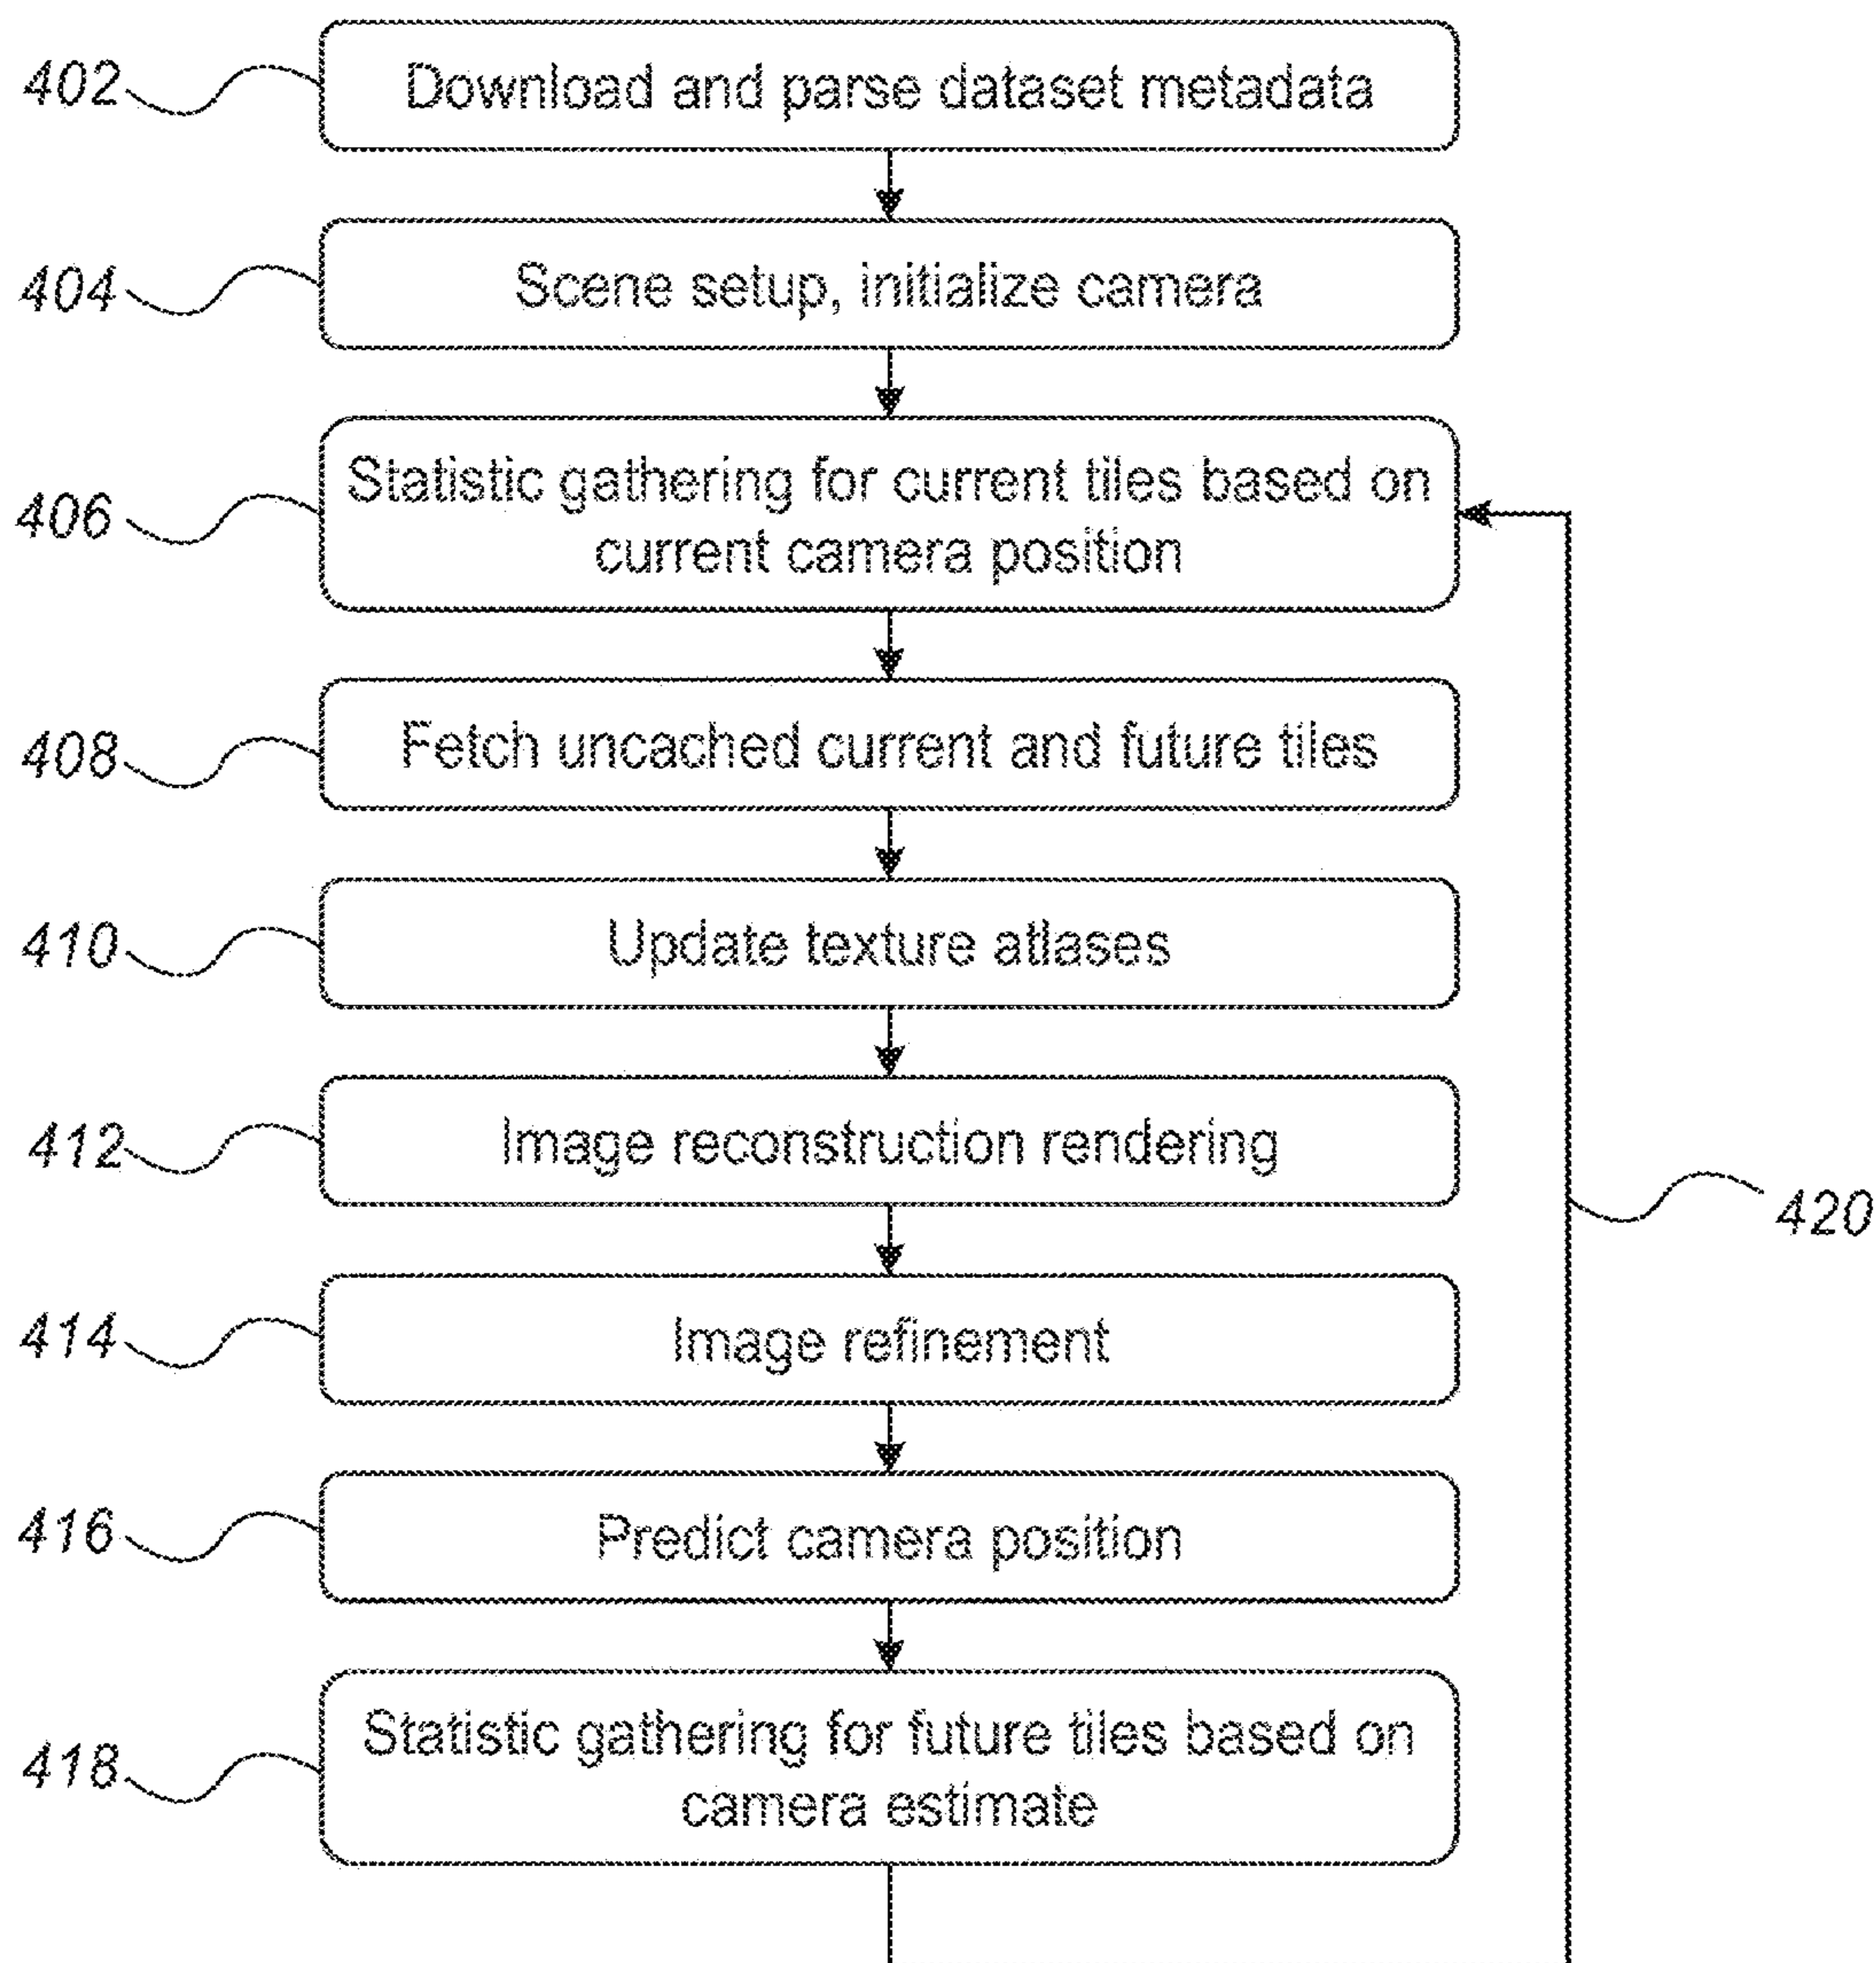 402
Download and parse dataset metadata
404
Scene setup, initialize camera
406
Statistic gathering for current tiles based on
current camera position
408
Fetch uncached current and future tiles
410
Update texture atlases
412
Image reconstruction rendering
420
414
Image refinement
416
Predict camera position
418
Statistic gathering for future tiles based on
camera estimate